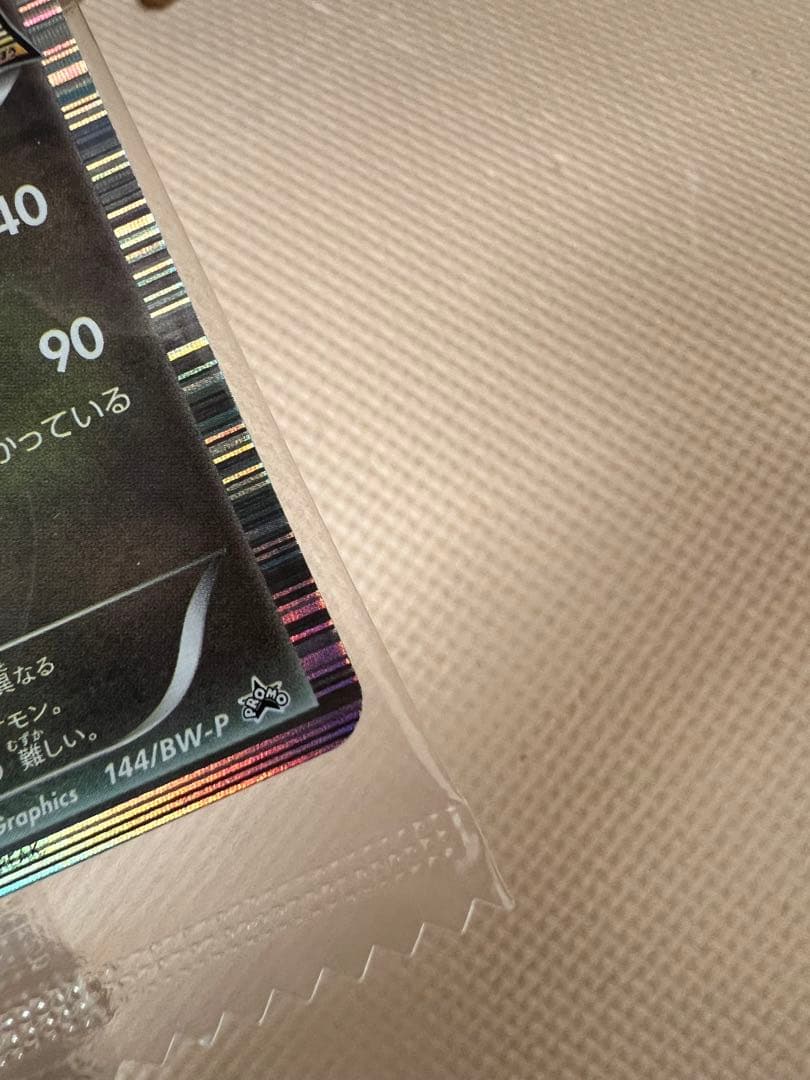 40
90
かっている
異なる
モン。
難しい。
むずか
144/BW-P
PROMO
Graphics